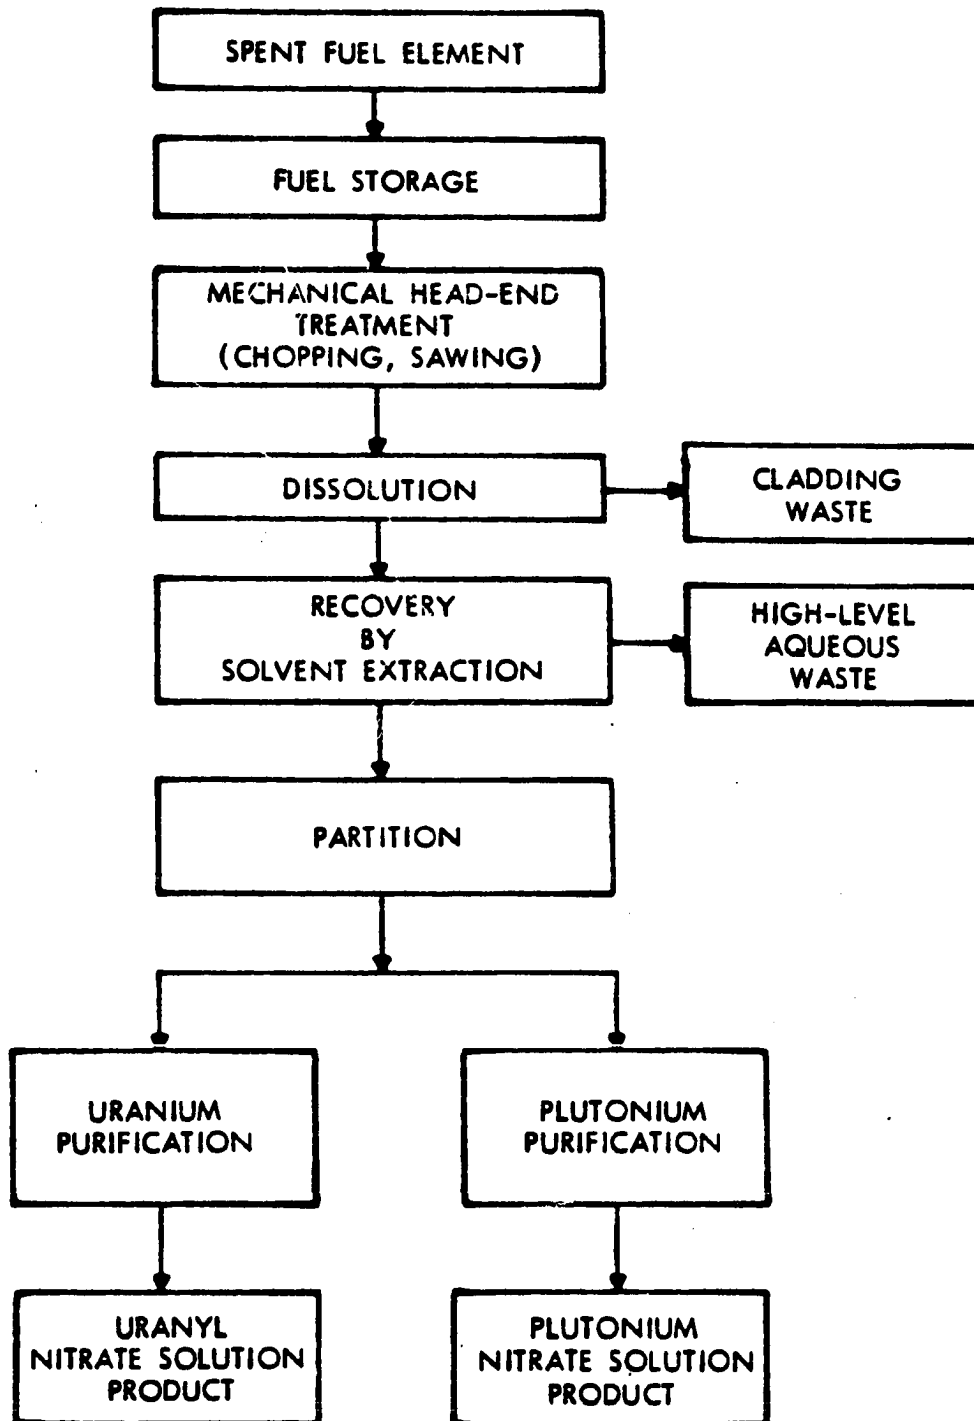 SPENT FUEL ELEMENT
FUEL STORAGE
MECHANICAL HEAD-END
TREATMENT
(CHOPPING, SAWING)
DISSOLUTION
CLADDING
WASTE
RECOVERY
BY
SOLVENT EXTRACTION
HIGH-LEVEL
AQUEOUS
WASTE
PARTITION
URANIUM
PURIFICATION
PLUTONIUM
PURIFICATION
URANYL
NITRATE SOLUTION
PRODUCT
PLUTONIUM
NITRATE SOLUTION
PRODUCT